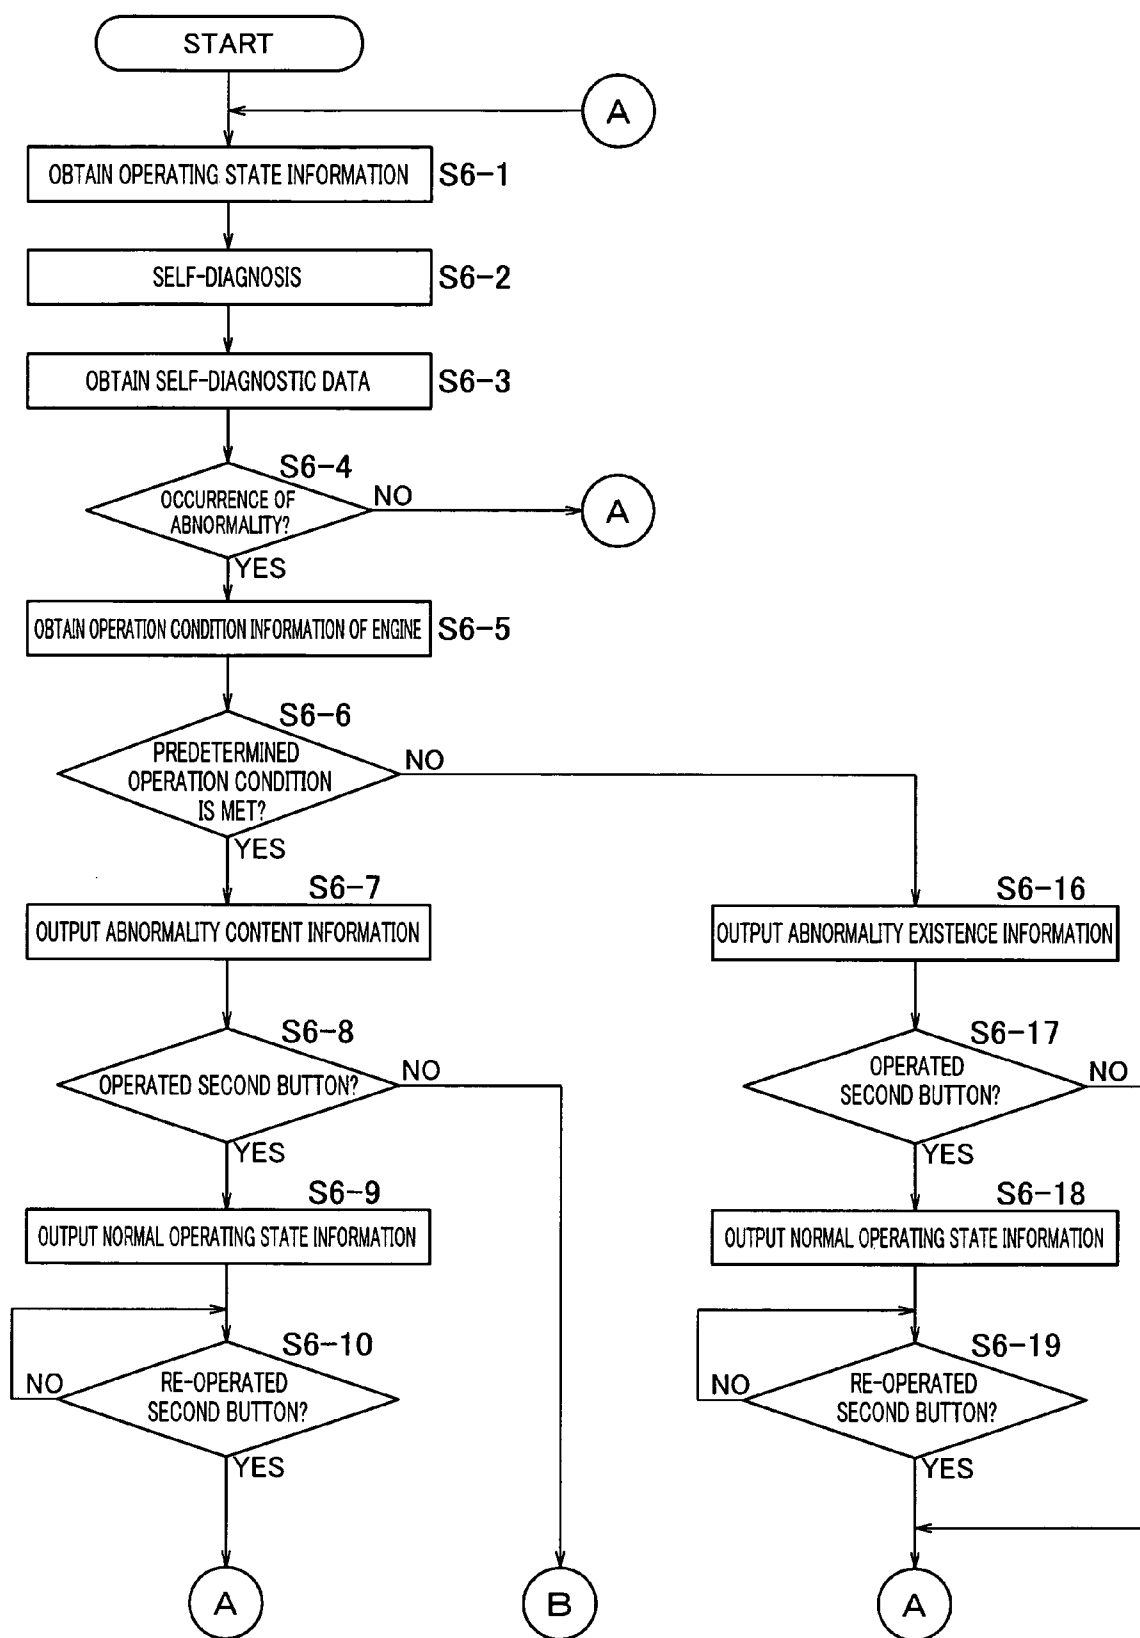 START
A
OBTAIN OPERATING STATE INFORMATION
S6-1
SELF-DIAGNOSIS
S6-2
OBTAIN SELF-DIAGNOSTIC DATA
S6-3
S6-4
OCCURRENCE OF
ABNORMALITY?
NO
A
YES
OBTAIN OPERATION CONDITION INFORMATION OF ENGINE
S6-5
S6-6
PREDETERMINED
OPERATION CONDITION
IS MET?
NO
YES
S6-7
OUTPUT ABNORMALITY CONTENT INFORMATION
S6-8
OPERATED SECOND BUTTON?
NO
YES
S6-9
OUTPUT NORMAL OPERATING STATE INFORMATION
S6-10
RE-OPERATED
SECOND BUTTON?
NO
YES
A
B
S6-16
OUTPUT ABNORMALITY EXISTENCE INFORMATION
S6-17
OPERATED
SECOND BUTTON?
NO
YES
S6-18
OUTPUT NORMAL OPERATING STATE INFORMATION
S6-19
RE-OPERATED
SECOND BUTTON?
NO
YES
A